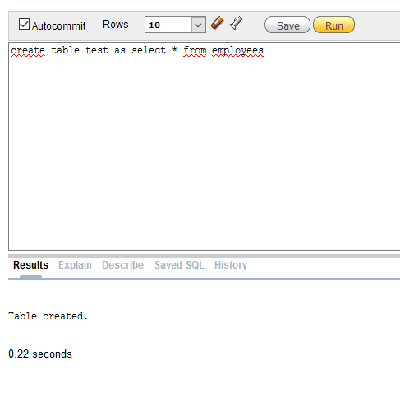 Autocommit Rows 10 Save Run
create table test as select * from employees
Results Explain Describe Saved SQL History
Table created.
0.22 seconds